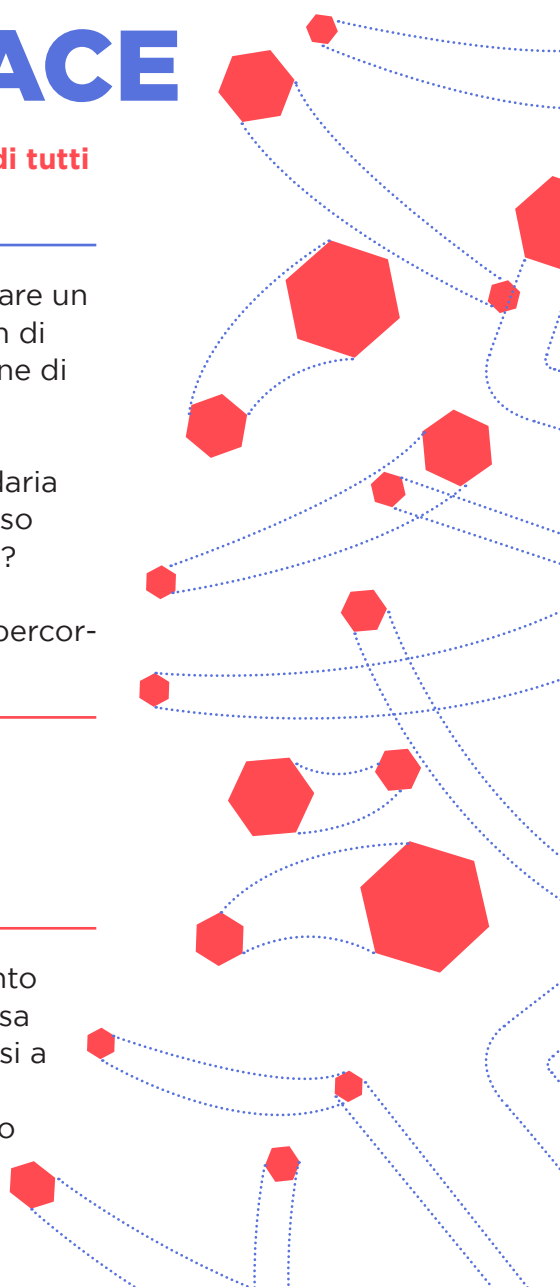 ACE
di tutti
are un
n di
ne di
daria
so
?
percor-
nto
sa
si a
o